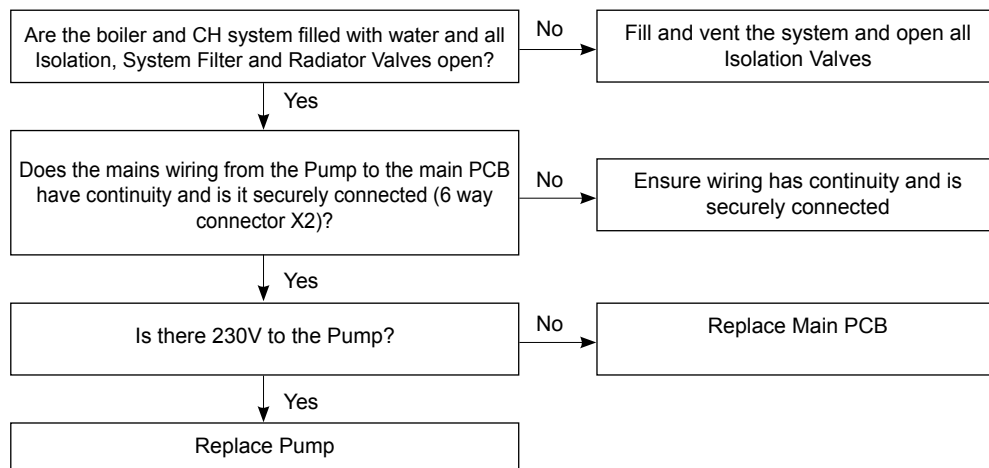 Are the boiler and CH system filled with water and all
Isolation, System Filter and Radiator Valves open?
No
Fill and vent the system and open all
Isolation Valves
Yes
Does the mains wiring from the Pump to the main PCB
have continuity and is it securely connected (6 way
connector X2)?
No
Ensure wiring has continuity and is
securely connected
Yes
Is there 230V to the Pump?
No
Replace Main PCB
Yes
Replace Pump